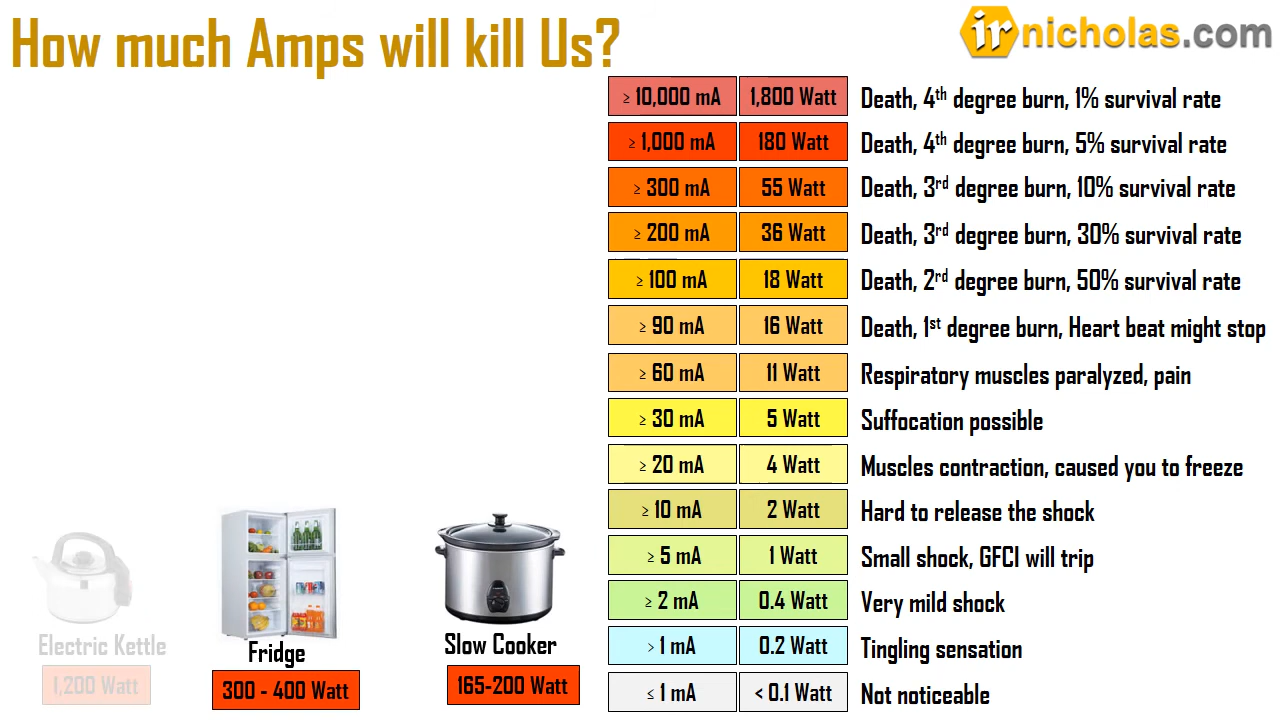 How much Amps will kill Us?
irnicholas.com
≥ 10,000 mA 1,800 Watt Death, 4th degree burn, 1% survival rate
≥ 1,000 mA 180 Watt Death, 4th degree burn, 5% survival rate
≥ 300 mA 55 Watt Death, 3rd degree burn, 10% survival rate
≥ 200 mA 36 Watt Death, 3rd degree burn, 30% survival rate
≥ 100 mA 18 Watt Death, 2rd degree burn, 50% survival rate
≥ 90 mA 16 Watt Death, 1st degree burn, Heart beat might stop
≥ 60 mA 11 Watt Respiratory muscles paralyzed, pain
≥ 30 mA 5 Watt Suffocation possible
≥ 20 mA 4 Watt Muscles contraction, caused you to freeze
≥ 10 mA 2 Watt Hard to release the shock
≥ 5 mA 1 Watt Small shock, GFCI will trip
≥ 2 mA 0.4 Watt Very mild shock
> 1 mA 0.2 Watt Tingling sensation
≤ 1 mA < 0.1 Watt Not noticeable
Electric Kettle
1,200 Watt
Fridge
300 - 400 Watt
Slow Cooker
165-200 Watt